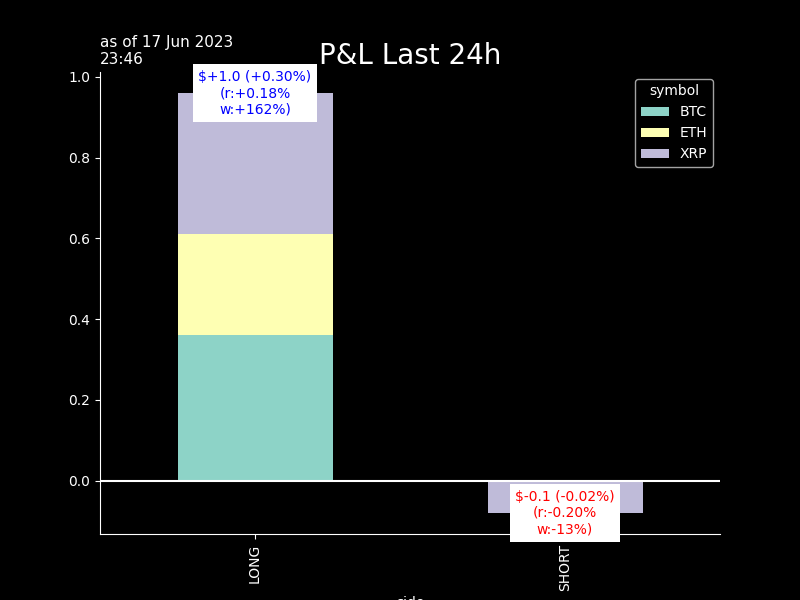 as of 17 Jun 2023
23:46
P&L Last 24h
1.0
0.8
0.6
0.4
0.2
0.0
$+1.0 (+0.30%)
(r:+0.18%
w:+162%)
symbol
BTC
ETH
XRP
$-0.1 (-0.02%)
(r:-0.20%
w:-13%)
LONG
SHORT
side